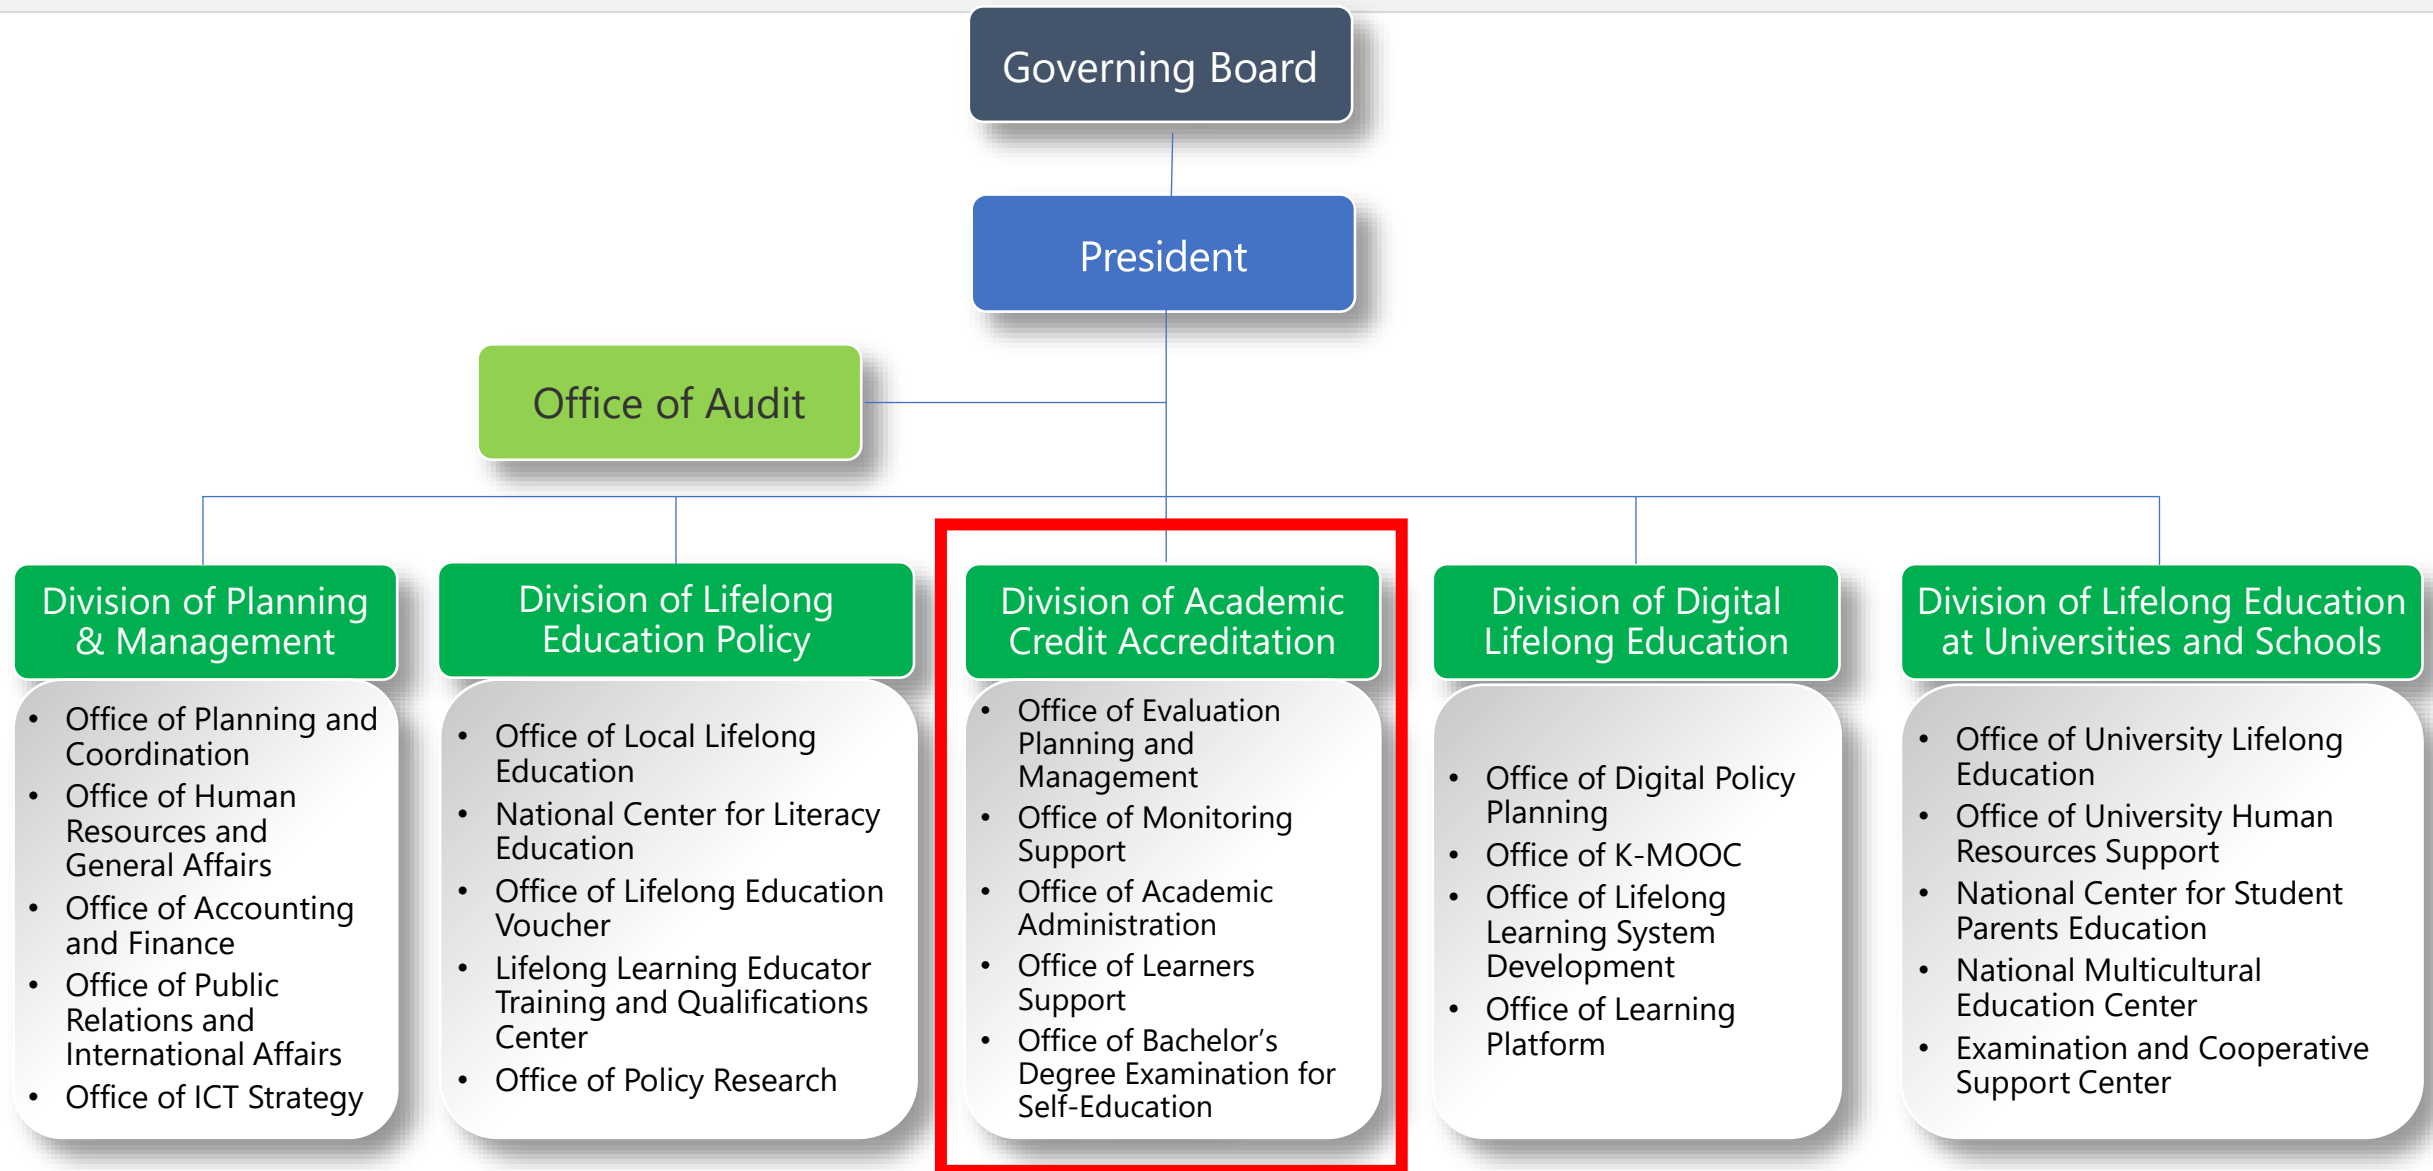 Governing Board
President
Office of Audit
Division of Planning
& Management
• Office of Planning and
Coordination
• Office of Human
Resources and
General Affairs
• Office of Accounting
and Finance
• Office of Public
Relations and
International Affairs
• Office of ICT Strategy
Division of Lifelong
Education Policy
• Office of Local Lifelong
Education
• National Center for Literacy
Education
• Office of Lifelong Education
Voucher
• Lifelong Learning Educator
Training and Qualifications
Center
• Office of Policy Research
Division of Academic
Credit Accreditation
• Office of Evaluation
Planning and
Management
• Office of Monitoring
Support
• Office of Academic
Administration
• Office of Learners
Support
• Office of Bachelor’s
Degree Examination for
Self-Education
Division of Digital
Lifelong Education
• Office of Digital Policy
Planning
• Office of K-MOOC
• Office of Lifelong
Learning System
Development
• Office of Learning
Platform
Division of Lifelong Education
at Universities and Schools
• Office of University Lifelong
Education
• Office of University Human
Resources Support
• National Center for Student
Parents Education
• National Multicultural
Education Center
• Examination and Cooperative
Support Center